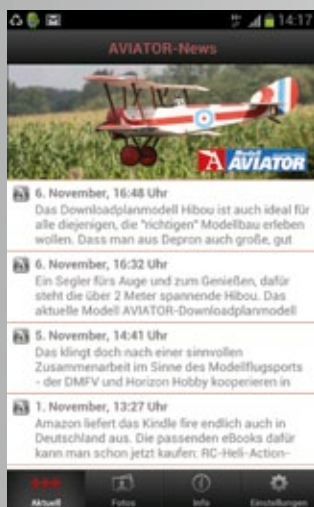 14:17
AVIATOR-News
A Modell AVIATOR
6. November, 16:48 Uhr
Das Downloadplanmodell Hibou ist auch ideal für
alle diejenigen, die "richtigen" Modellbau erleben
wollen. Dass man aus Depron auch große, gut
6. November, 16:32 Uhr
Ein Segler fürs Auge und zum Genießen, dafür
steht die über 2 Meter spannende Hibou. Das
aktuelle Modell AVIATOR-Downloadplanmodell
5. November, 14:41 Uhr
Das klingt doch nach einer sinnvollen
Zusammenarbeit im Sinne des Modellflugsports
- der DMFV und Horizon Hobby kooperieren in
1. November, 13:27 Uhr
Amazon liefert das Kindle fire endlich auch in
Deutschland aus. Die passenden eBooks dafür
kann man schon jetzt kaufen: RC-Heli-Action-
Aktuell
Fotos
Info
Einstellungen